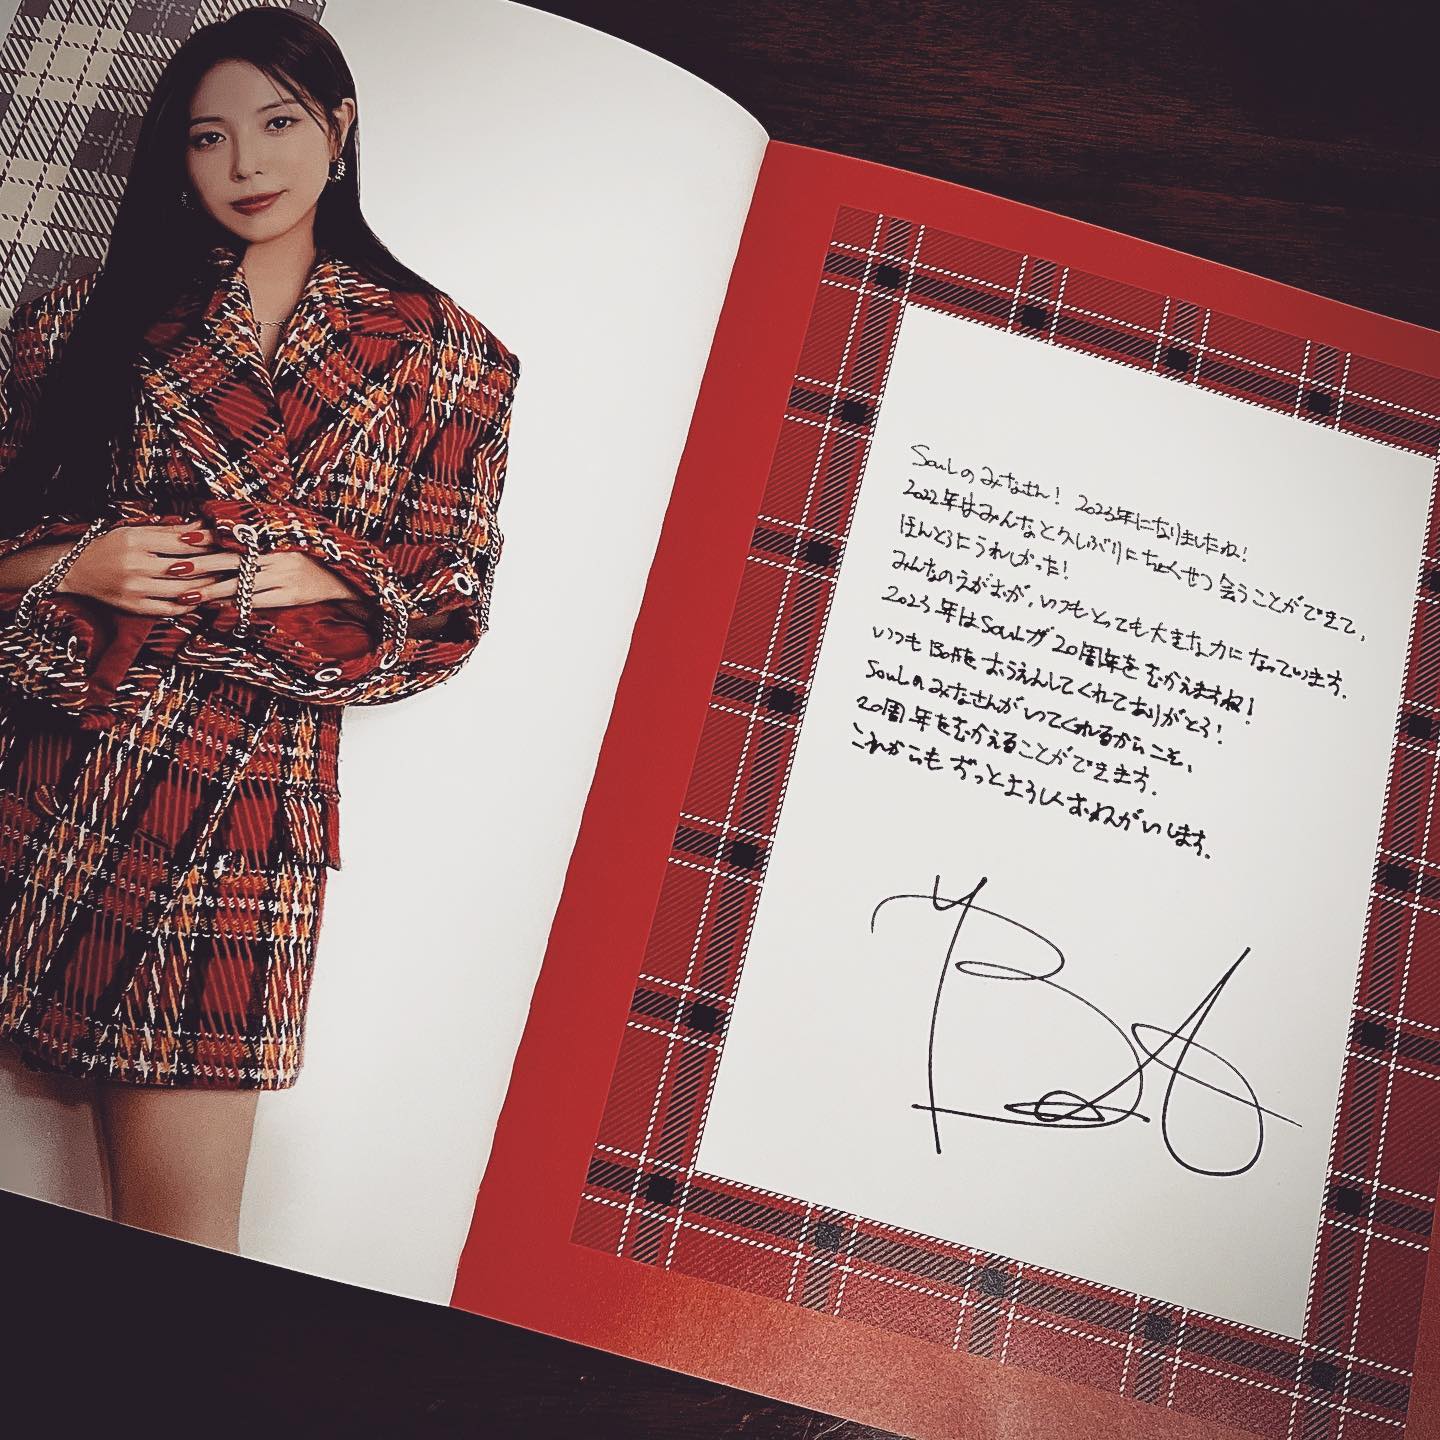 SouLのみなさん！ 2023年になりましたね！
2022年はみんなと久しぶりにちょくせつ会うことができて、
ほんとうにうれしかった！
みんなのえがおが、いつもとっても大きな力になっています。
2023年はSouLが20周年をむかえますね！
いつもBoAをおうえんしてくれてありがとう！
SouLのみなさんがいてくれるからこそ、
20周年をむかえることができます。
これからもずっとよろしくおねがいします。
BoA